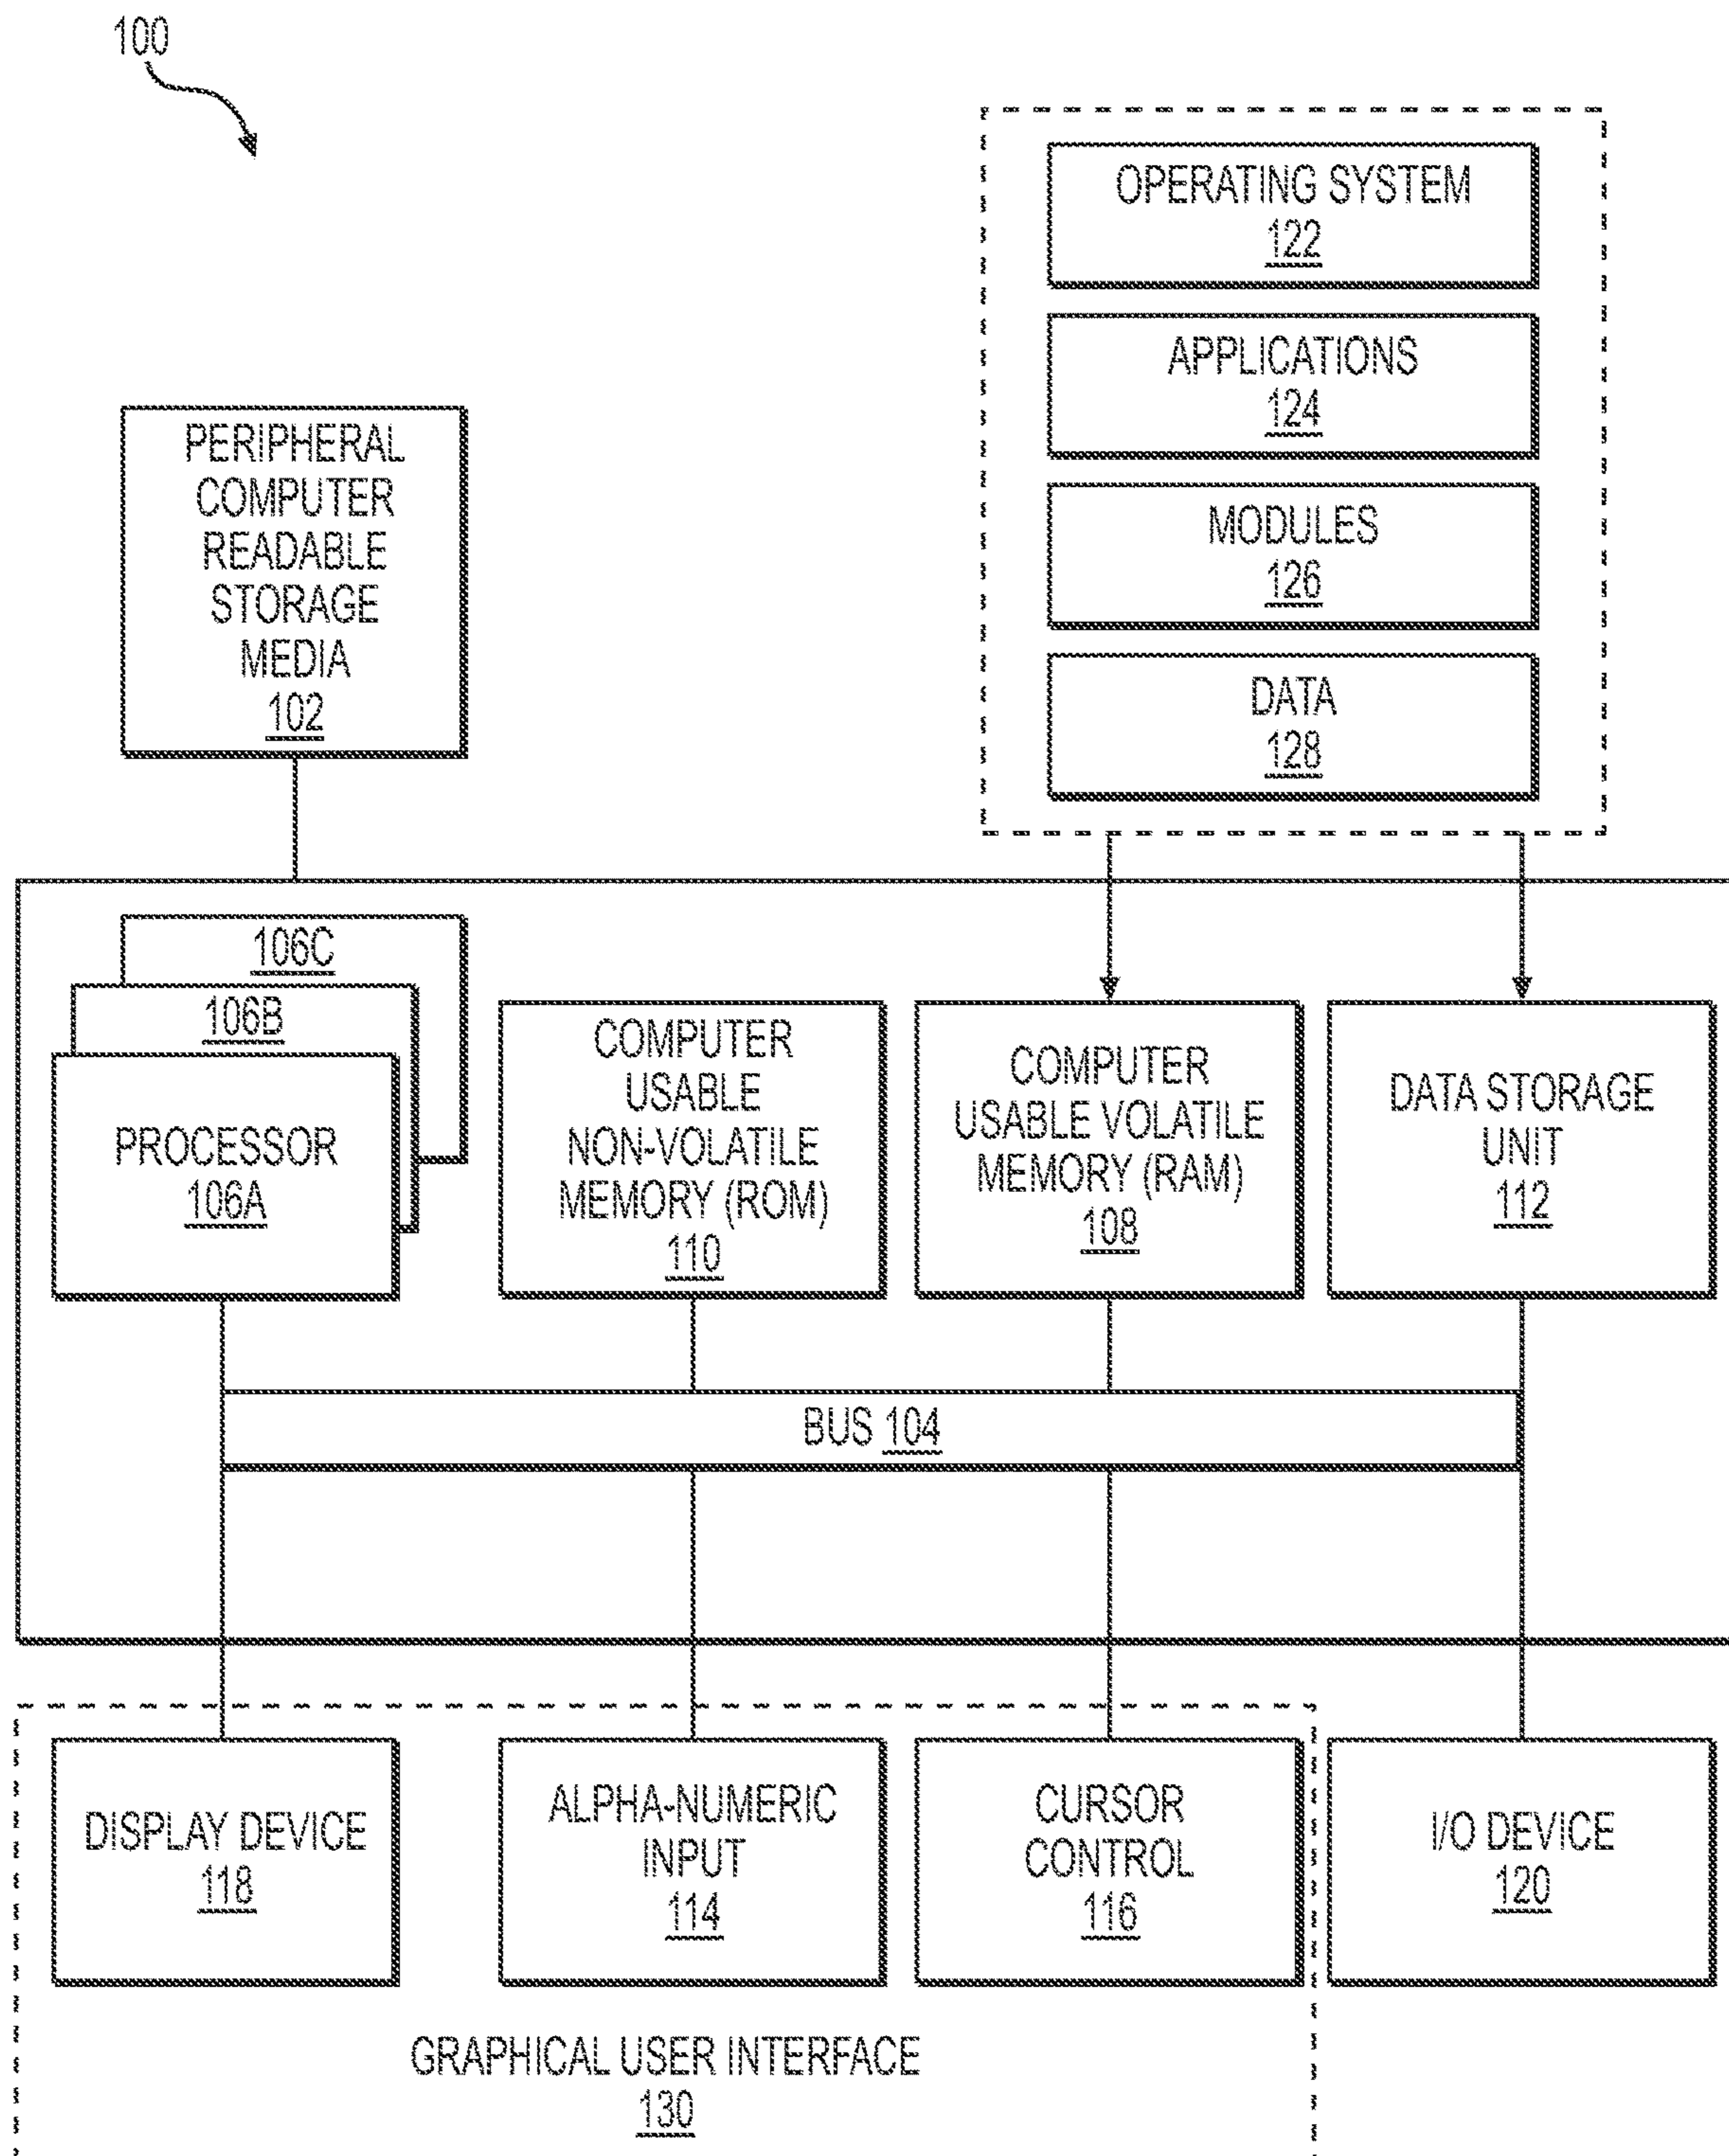 100
OPERATING SYSTEM
122
APPLICATIONS
124
MODULES
126
DATA
128
PERIPHERAL
COMPUTER
READABLE
STORAGE
MEDIA
102
106C
106B
PROCESSOR
106A
COMPUTER
USABLE
NON-VOLATILE
MEMORY (ROM)
110
COMPUTER
USABLE VOLATILE
MEMORY (RAM)
108
DATA STORAGE
UNIT
112
BUS 104
DISPLAY DEVICE
118
ALPHA-NUMERIC
INPUT
114
CURSOR
CONTROL
116
I/O DEVICE
120
GRAPHICAL USER INTERFACE
130